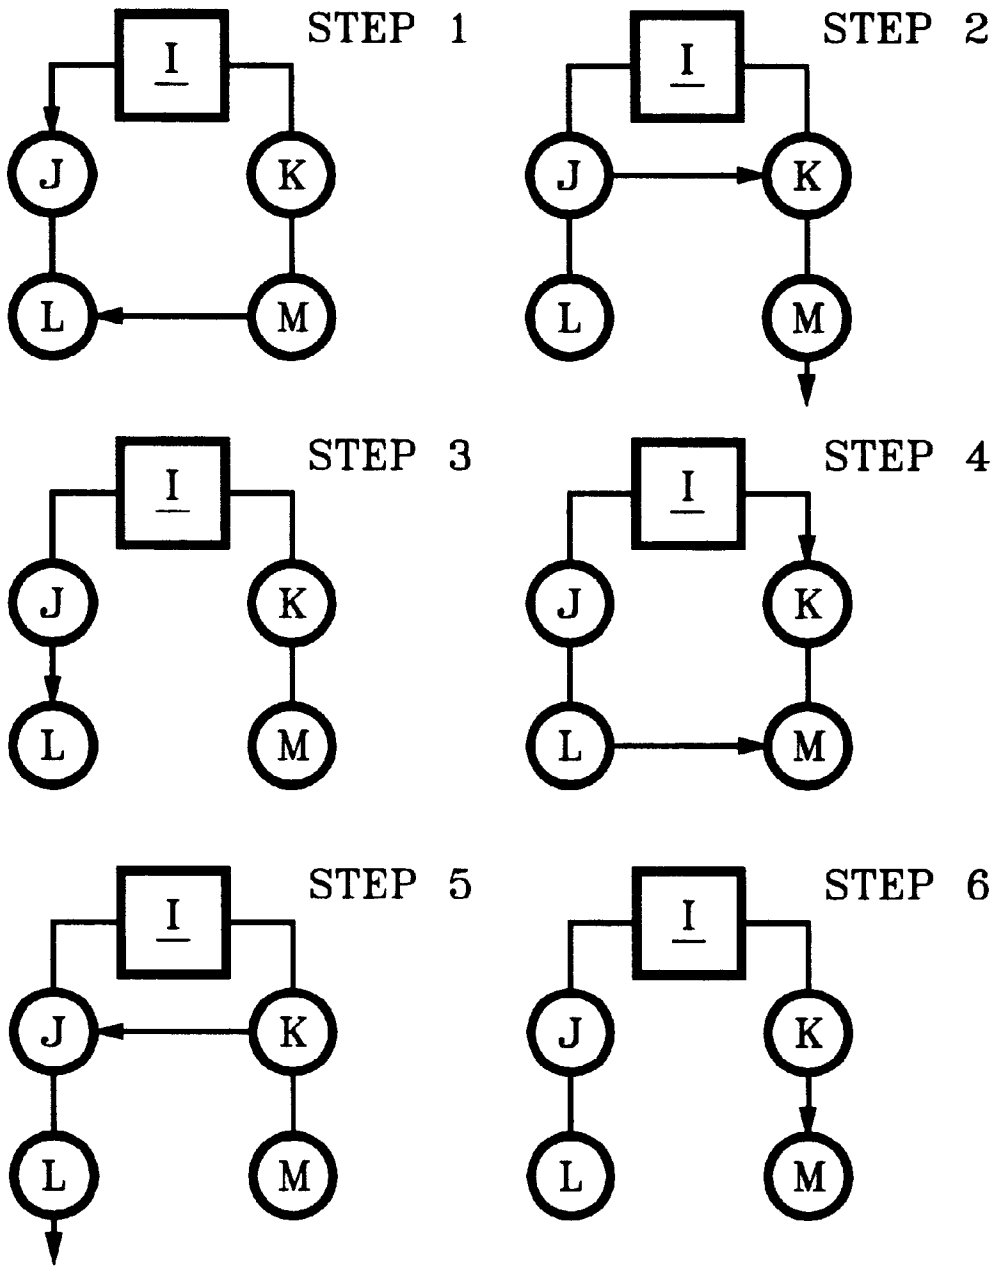 I STEP 1
J K
L M
I STEP 2
J K
L M
I STEP 3
J K
L M
I STEP 4
J K
L M
I STEP 5
J K
L M
I STEP 6
J K
L M